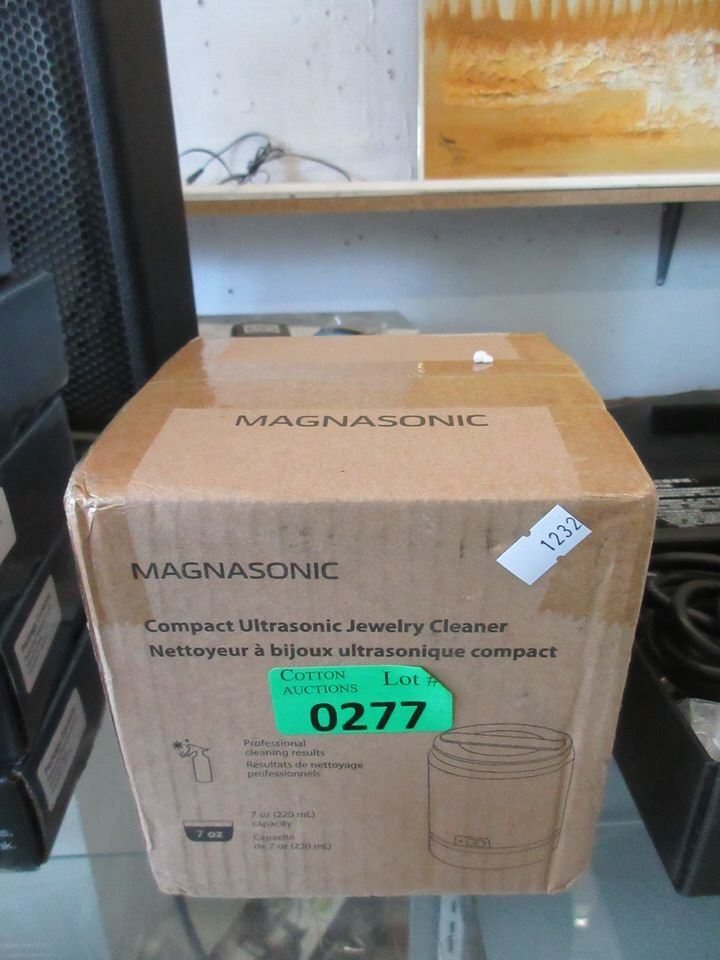 MAGNASONIC
MAGNASONIC
1232
Compact Ultrasonic Jewelry Cleaner
Nettoyeur à bijoux ultrasonique compact
COTTON
AUCTIONS
Lot #
0277
Professional
cleaning results
Résultats de nettoyage
professionnels
7 oz
7 oz (220 mL)
capacity
Capacité
de 7 oz (220 mL)